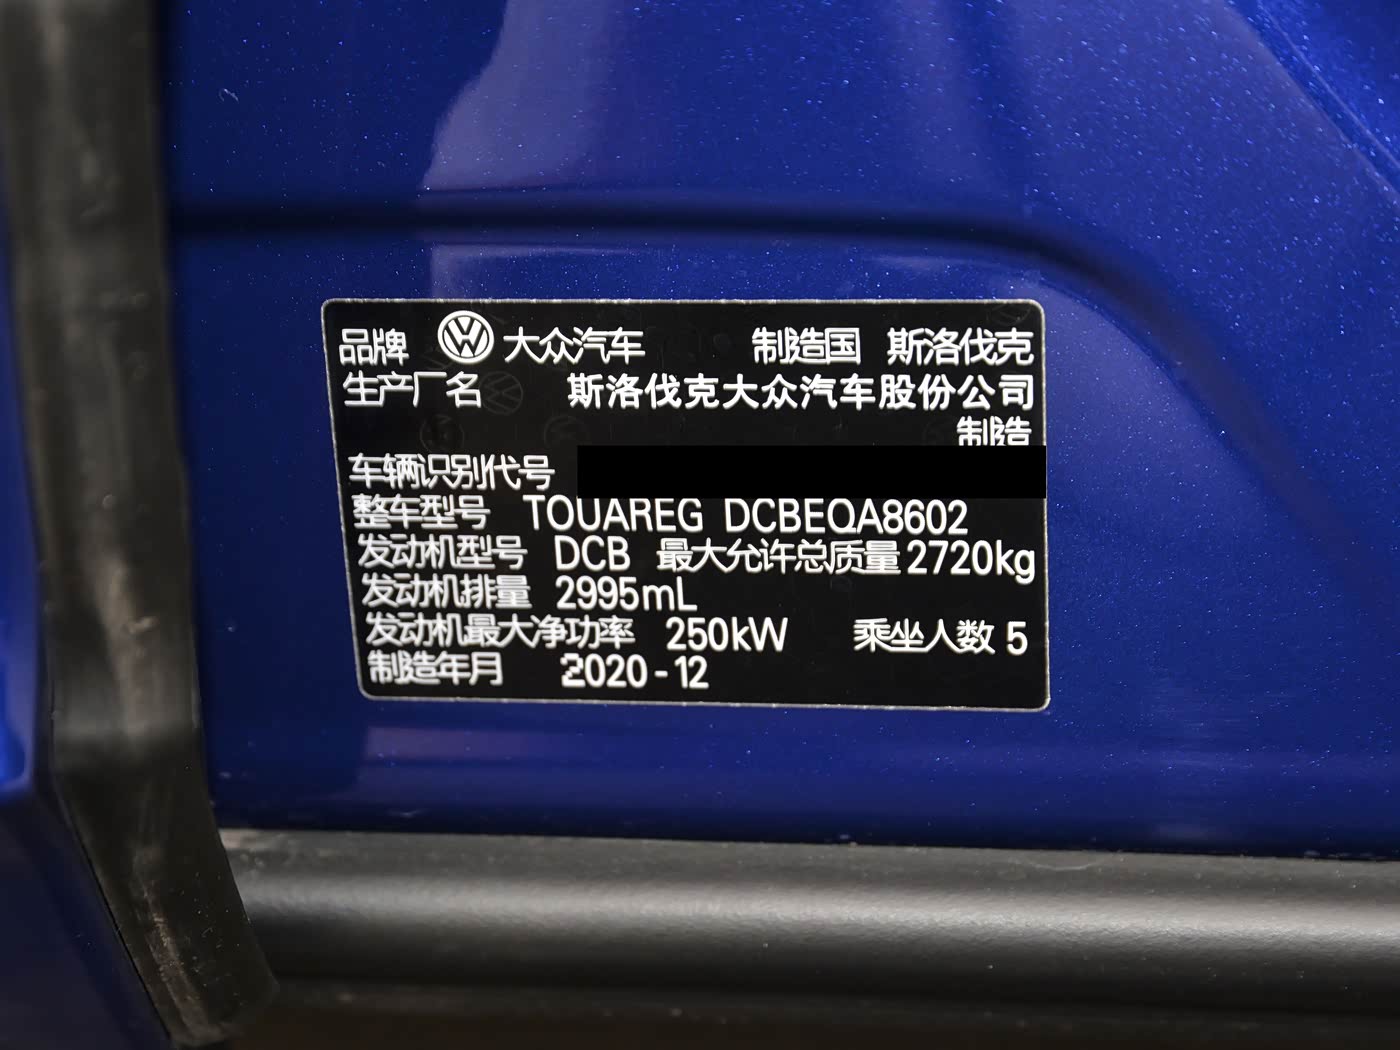 品牌 大众汽车 制造国 斯洛伐克
生产厂名 斯洛伐克大众汽车股份公司
制造
车辆识别代号
整车型号 TOUAREG DCBEQA8602
发动机型号 DCB 最大允许总质量 2720kg
发动机排量 2995mL
发动机最大净功率 250kW 乘坐人数 5
制造年月 2020-12